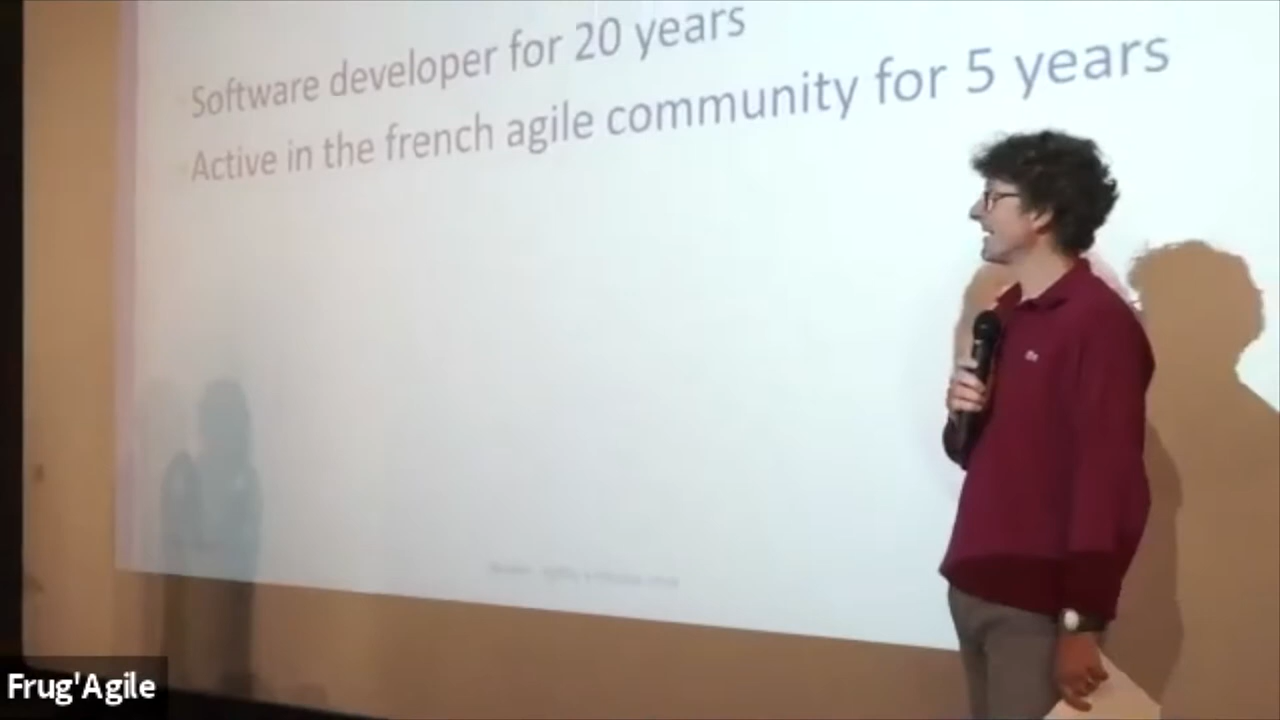 Software developer for 20 years
Active in the french agile community for 5 years
Frug'Agile